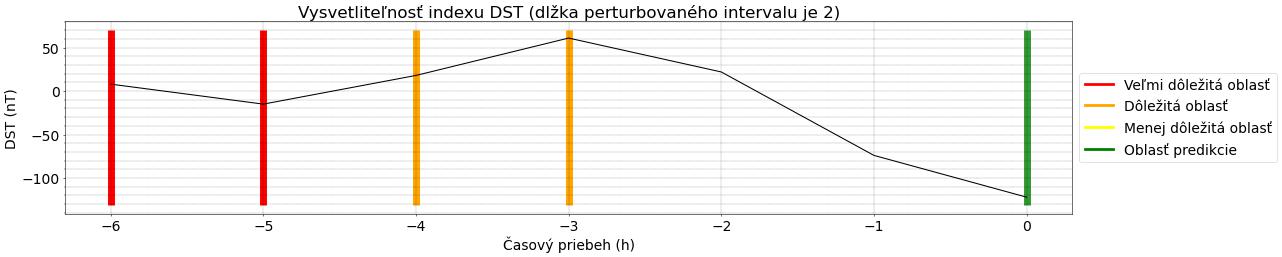 Vysvetliteľnosť indexu DST (dlžka perturbovaného intervalu je 2)
DST (nT)
50
0
−50
−100
−6 −5 −4 −3 −2 −1 0
Časový priebeh (h)
Veľmi dôležitá oblasť
Dôležitá oblasť
Menej dôležitá oblasť
Oblasť predikcie